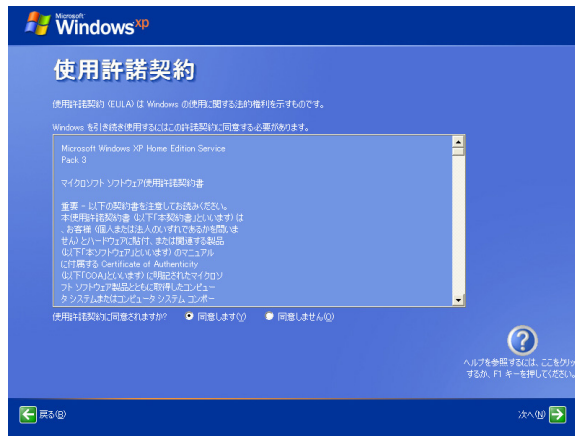 Microsoft
Windows xp
使用許諾契約
使用許諾契約 (EULA) は Windows の使用に関する法的権利を示すものです。
Windows を引き続き使用するにはこの許諾契約に同意する必要があります。
Microsoft Windows XP Home Edition Service
Pack 3
マイクロソフト ソフトウェア使用許諾契約書
重要 - 以下の契約書を注意してお読みください。
本使用許諾契約書 (以下「本契約書」といいます) は
、お客様 (個人または法人のいずれであるかを問いま
せん) とハードウェアに貼付、または関連する製品
(以下「本ソフトウェア」といいます) のマニュアル
に付属する Certificate of Authenticity
(以下「COA」といいます) に明記されたマイクロソ
フト ソフトウェア製品とともに取得したコンピュー
タ システムまたはコンピュータ システム コンポー
使用許諾契約に同意されますか? 同意します(Y) 同意しません(O)
ヘルプを参照するには、ここをクリッ
するか、F1 キーを押してください。
戻る(B) 次へ(N)